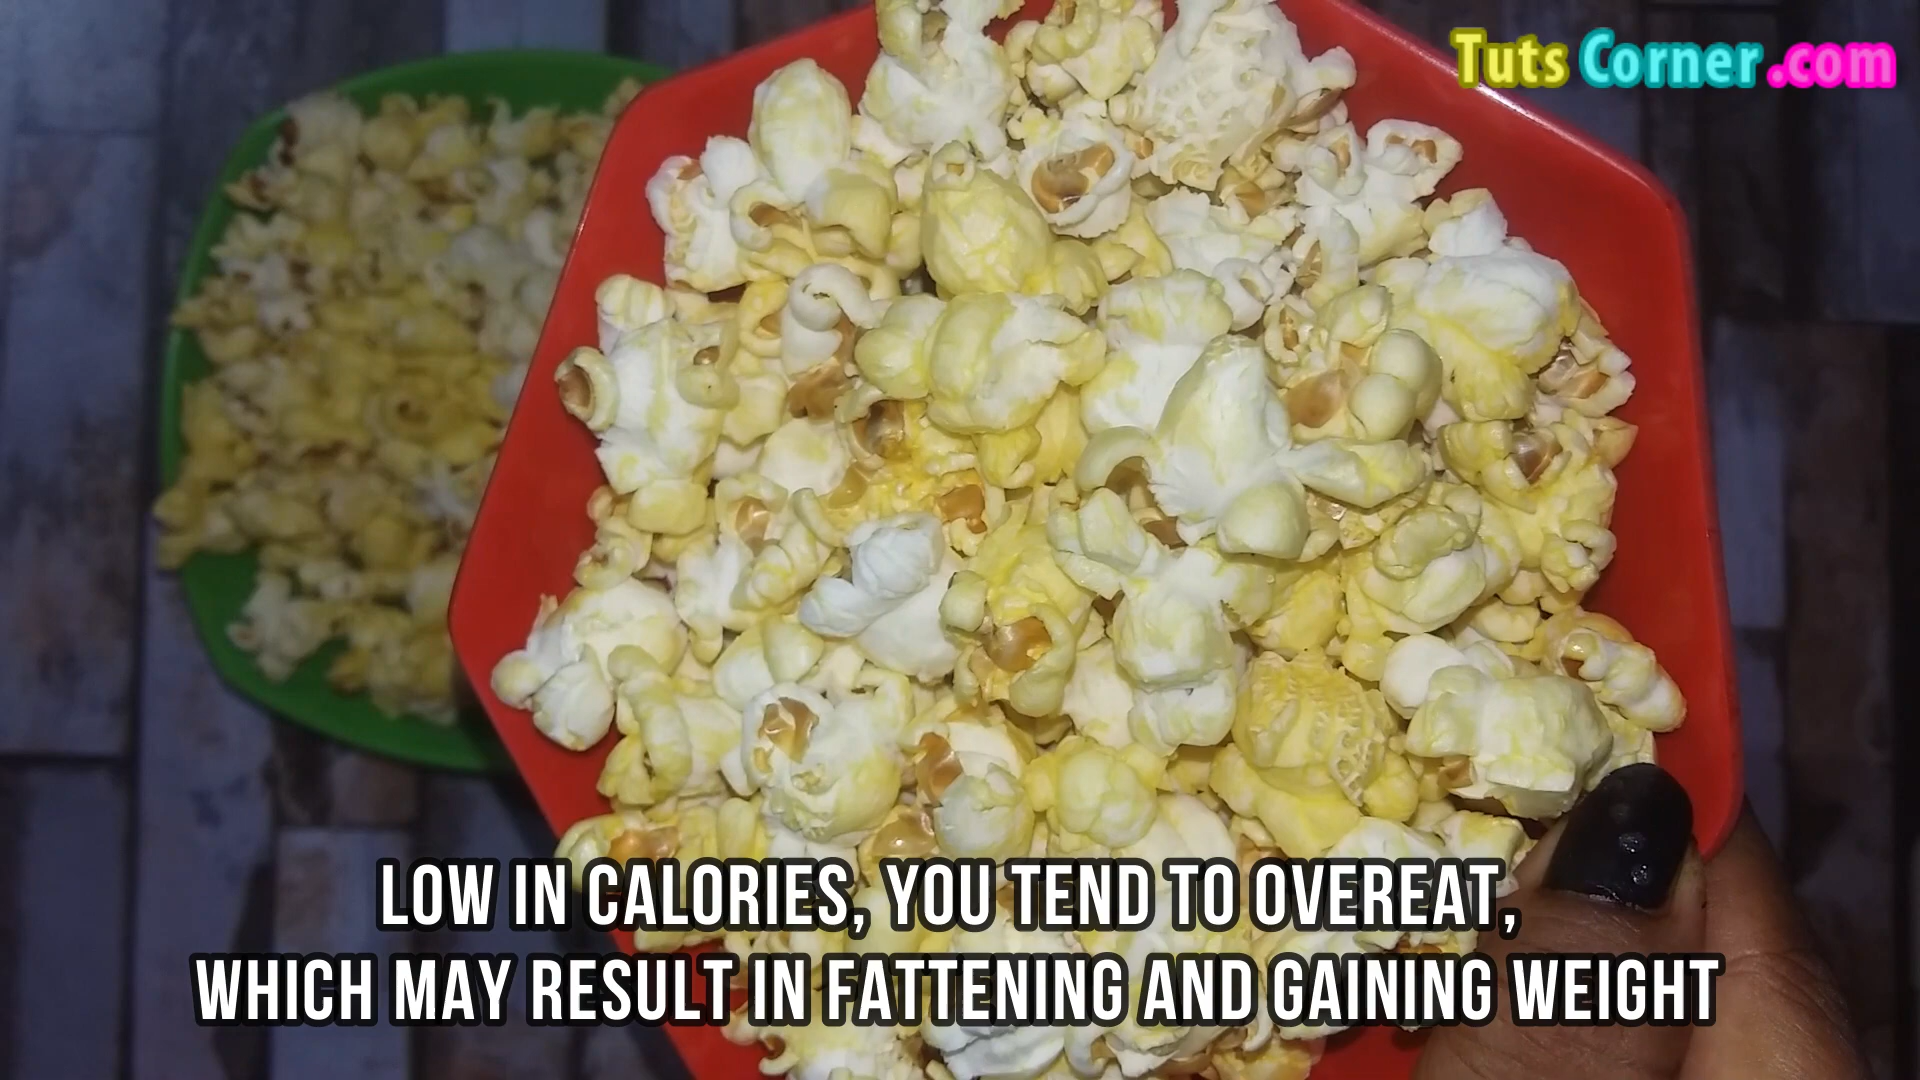 Tuts Corner.com
LOW IN CALORIES, YOU TEND TO OVEREAT,
WHICH MAY RESULT IN FATTENING AND GAINING WEIGHT